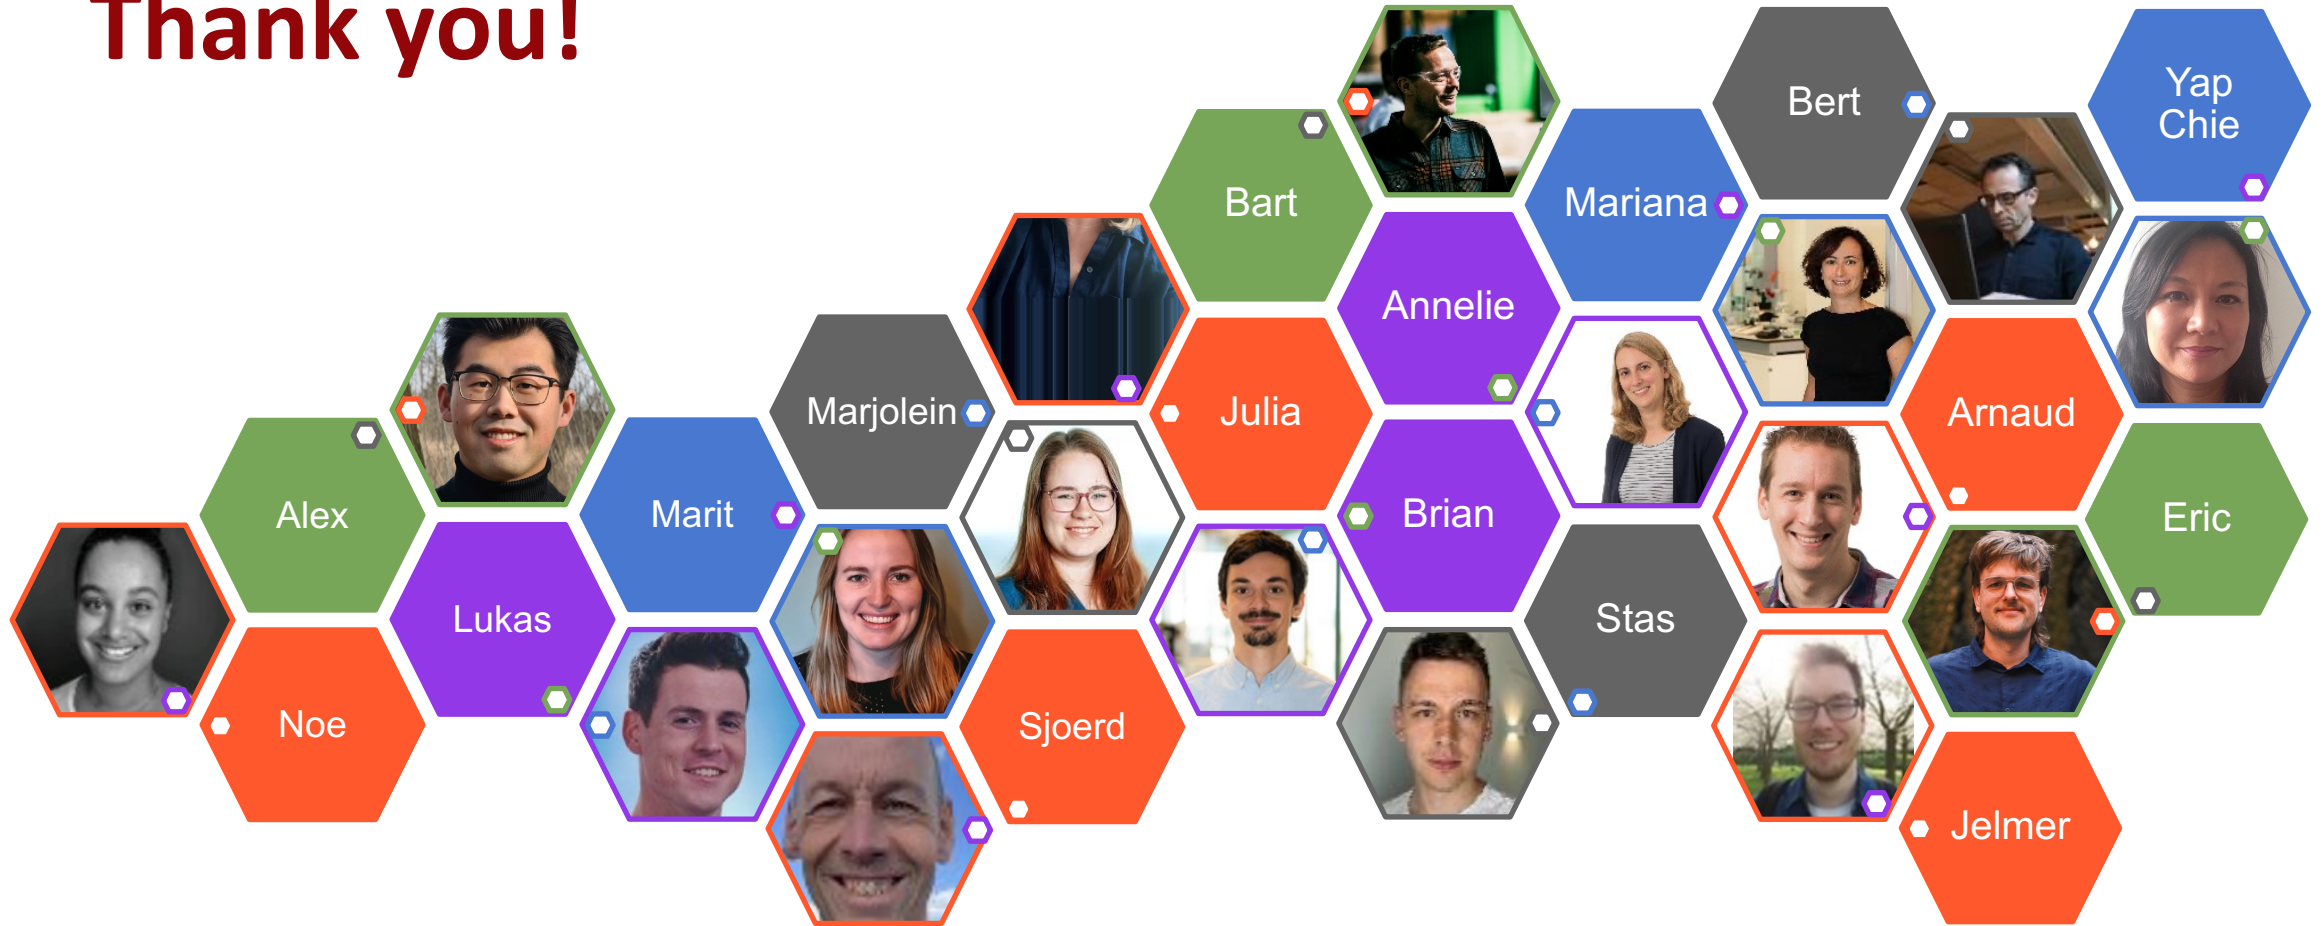 Thank you!
Yap
Chie
Bert
Bart
Mariana
Annelie
Marjolein
Julia
Arnaud
Alex
Marit
Brian
Eric
Lukas
Stas
Noe
Sjoerd
Jelmer